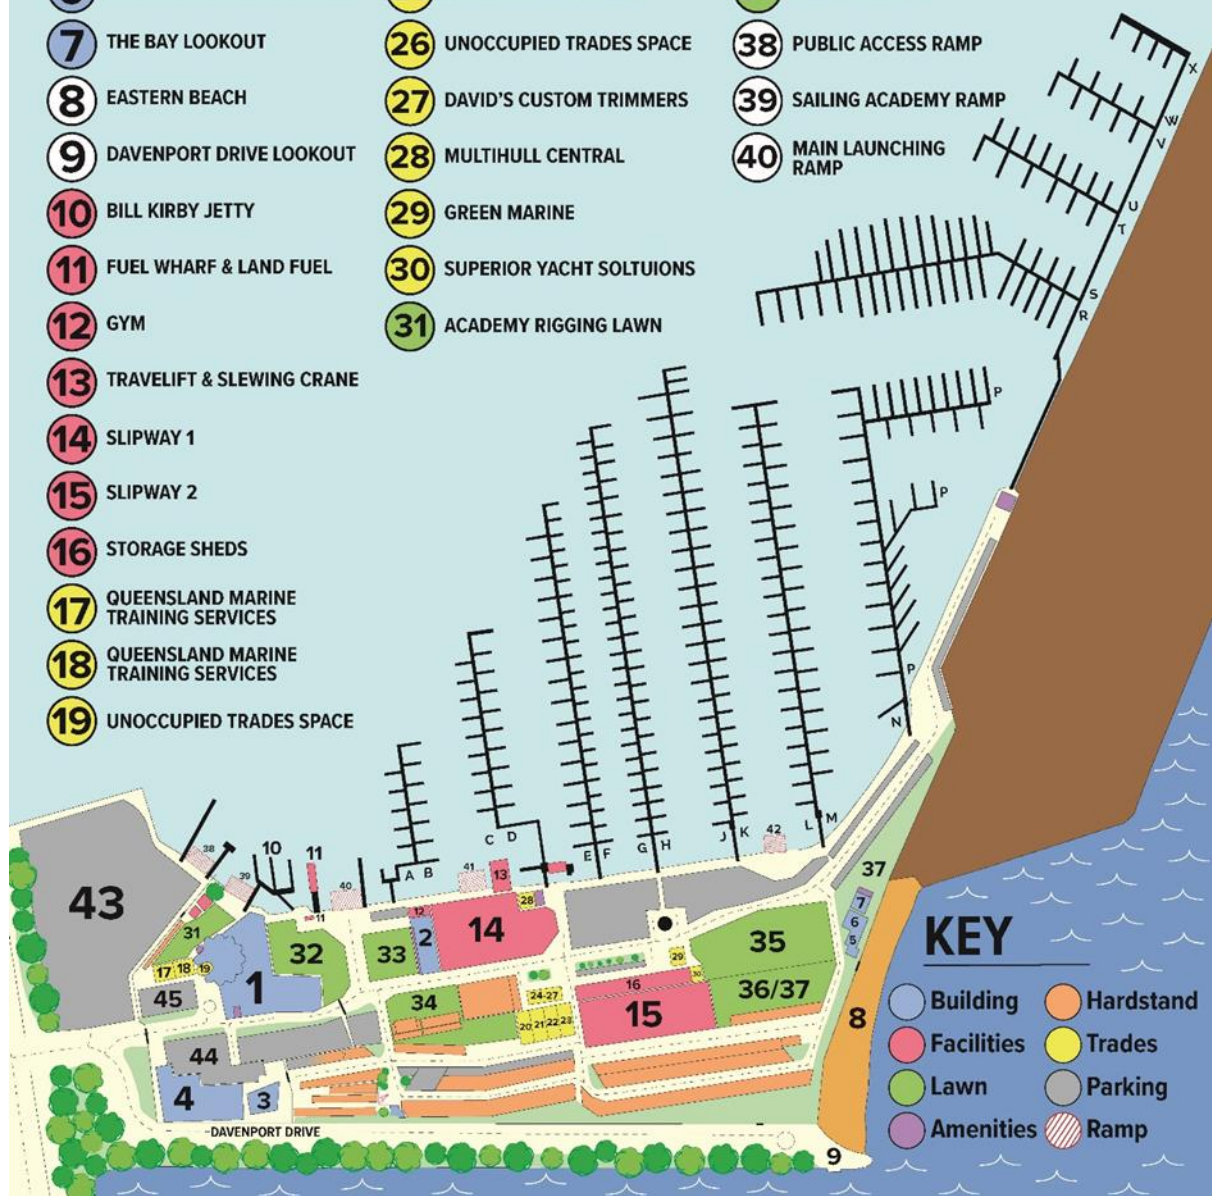 7 THE BAY LOOKOUT
8 EASTERN BEACH
9 DAVENPORT DRIVE LOOKOUT
10 BILL KIRBY JETTY
11 FUEL WHARF & LAND FUEL
12 GYM
13 TRAVELIFT & SLEWING CRANE
14 SLIPWAY 1
15 SLIPWAY 2
16 STORAGE SHEDS
17 QUEENSLAND MARINE
TRAINING SERVICES
18 QUEENSLAND MARINE
TRAINING SERVICES
19 UNOCCUPIED TRADES SPACE
26 UNOCCUPIED TRADES SPACE
27 DAVID'S CUSTOM TRIMMERS
28 MULTIHULL CENTRAL
29 GREEN MARINE
30 SUPERIOR YACHT SOLTUIONS
31 ACADEMY RIGGING LAWN
38 PUBLIC ACCESS RAMP
39 SAILING ACADEMY RAMP
40 MAIN LAUNCHING
RAMP
X
W
V
U
T
S
R
P
P
P
N
M
L
42
K
J
H
G
F
E
D
C
B
A
41
13
28
40
11
11
10
39
38
43
31
17 18 19
45
1
32
33
12
2
14
34
24 27
20 21 22 23
16
15
29
30
35
36/37
37
7
6
5
8
44
4
3
DAVENPORT DRIVE
9
KEY
Building
Hardstand
Facilities
Trades
Lawn
Parking
Amenities
Ramp